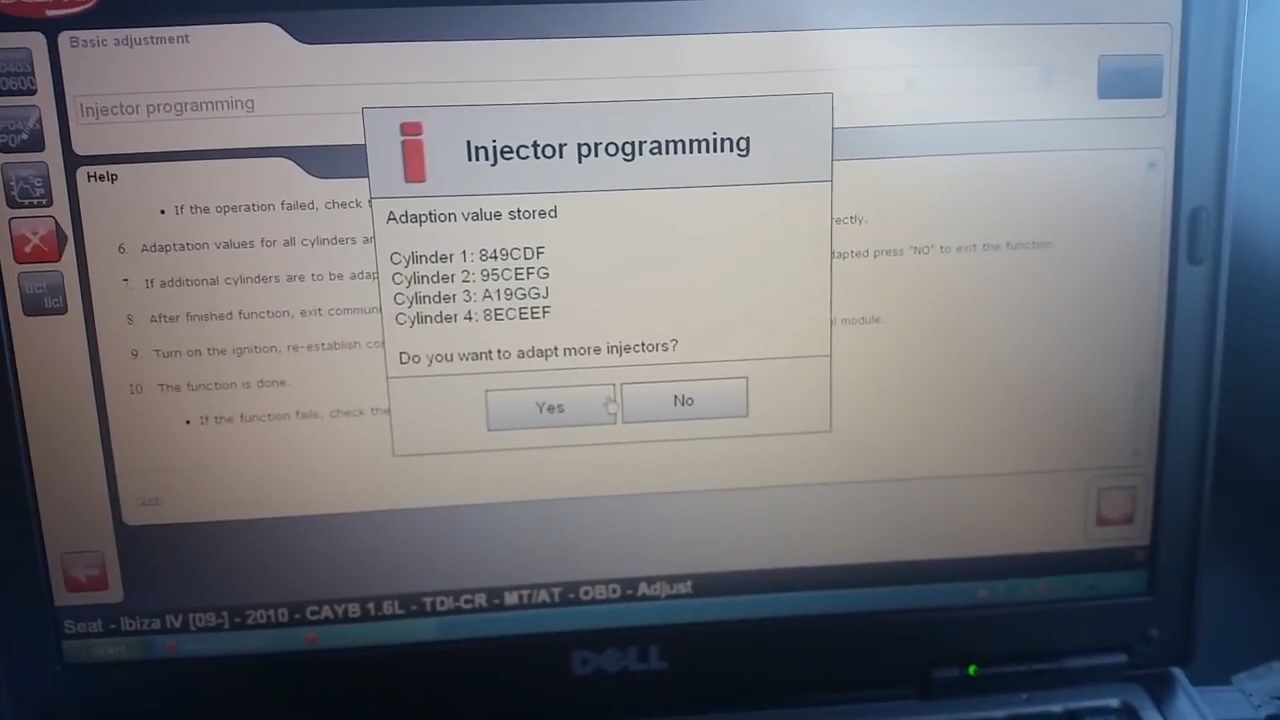 Basic adjustment
0600
Injector programming
Injector programming
Help
• If the operation failed, check
Adaption value stored
ectly.
6. Adaptation values for all cylinders ar
dapted press "NO" to exit the function
Cylinder 1: 849CDF
7. If additional cylinders are to be adap
Cylinder 2: 95CEFG
Cylinder 3: A19GGJ
8. After finished function, exit commun
Cylinder 4: 8ECEEF
l module.
9 Turn on the ignition, re-establish co
Do you want to adapt more injectors?
10 The function is done.
• If the function fails, check the
Yes
No
Seat - Ibiza IV [09-] - 2010 - CAYB 1.6L - TDI-CR - MT/AT - OBD - Adjust
DELL